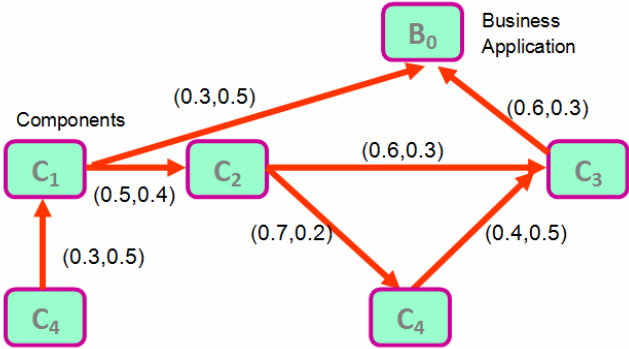 B0
Business
Application
(0.3,0.5)
(0.6,0.3)
Components
C1
(0.5,0.4)
C2
(0.6,0.3)
C3
(0.3,0.5)
(0.7,0.2)
(0.4,0.5)
C4
C4